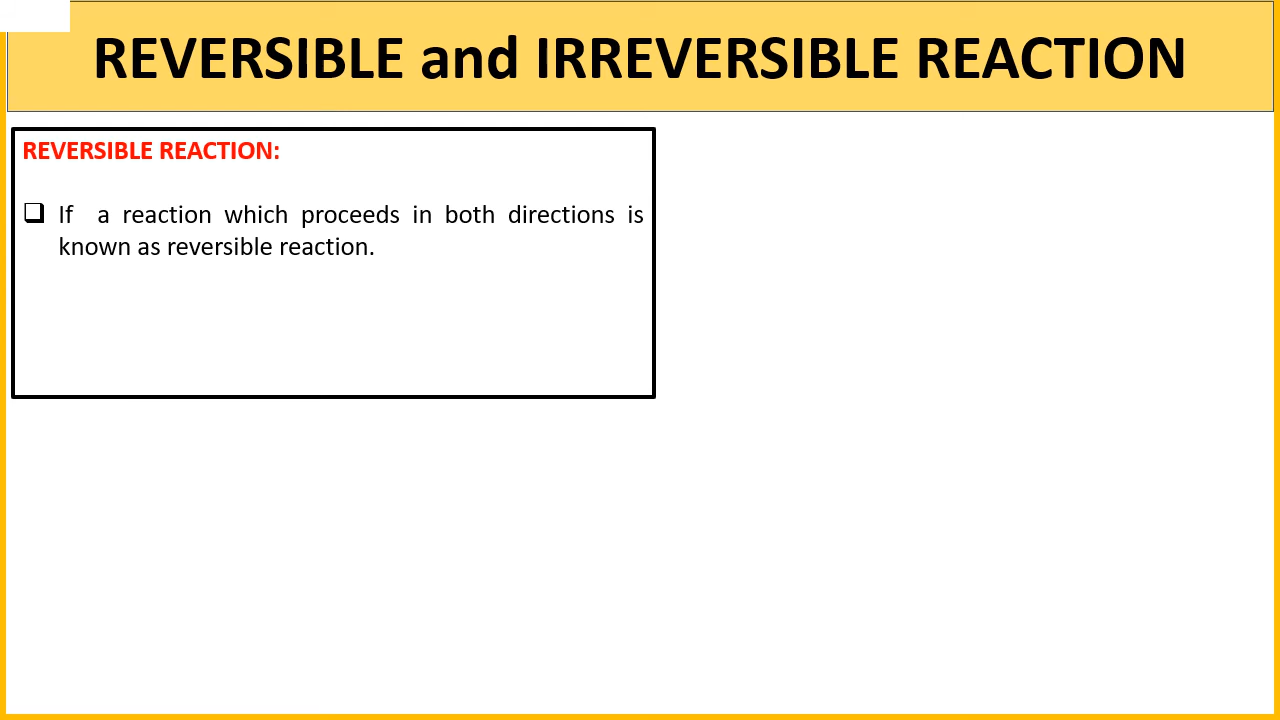 REVERSIBLE and IRREVERSIBLE REACTION
REVERSIBLE REACTION:
❑ If a reaction which proceeds in both directions is
known as reversible reaction.